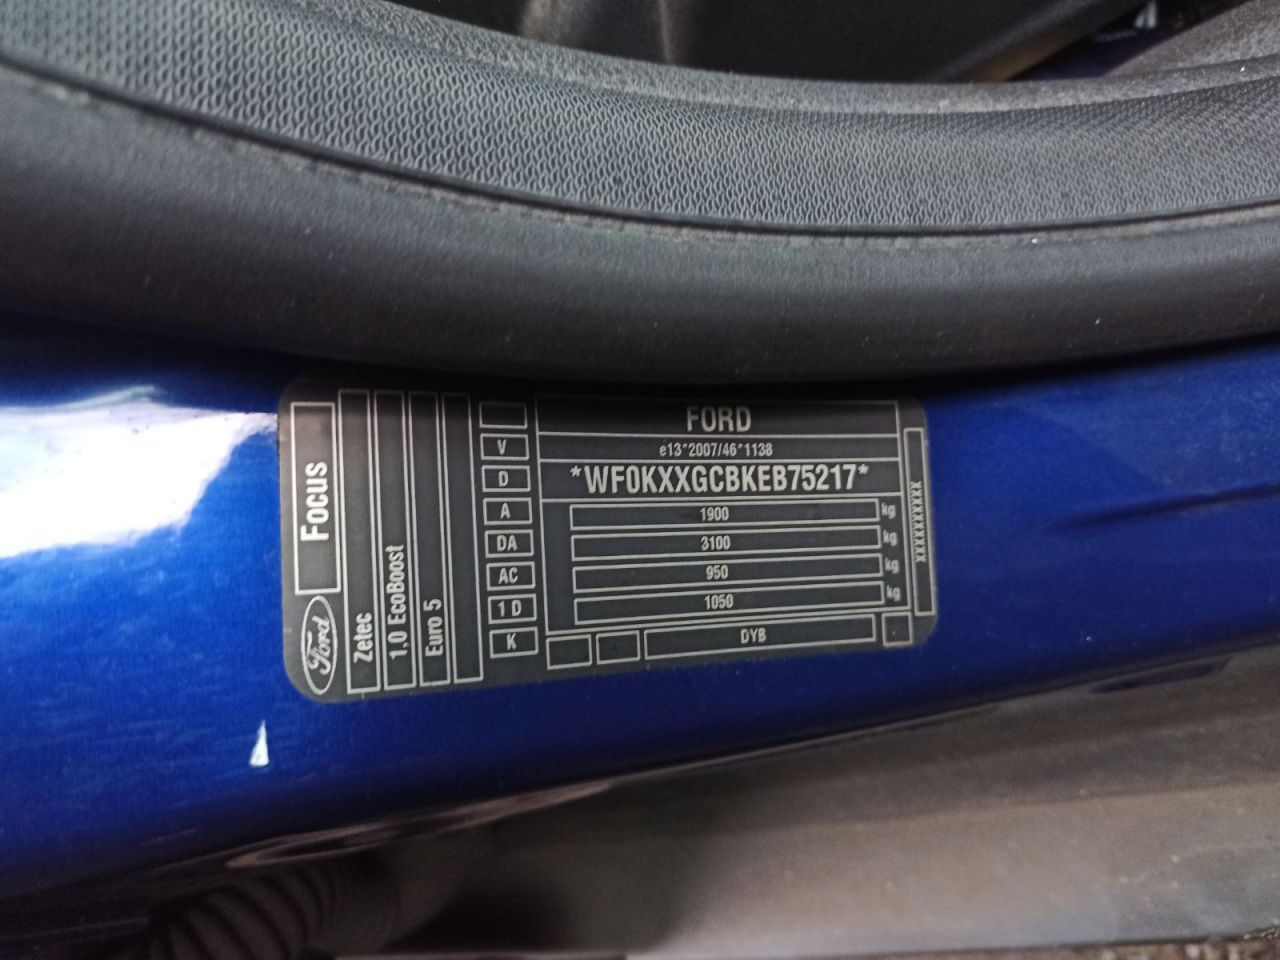 Ford
Focus
Zetec
1,0 EcoBoost
Euro 5
V
D
A
DA
AC
1 D
K
FORD
e13*2007/46*1138
*WF0KXXGCBKEB75217*
1900 kg
3100 kg
950 kg
1050 kg
DYB
XXXXXXXXXX